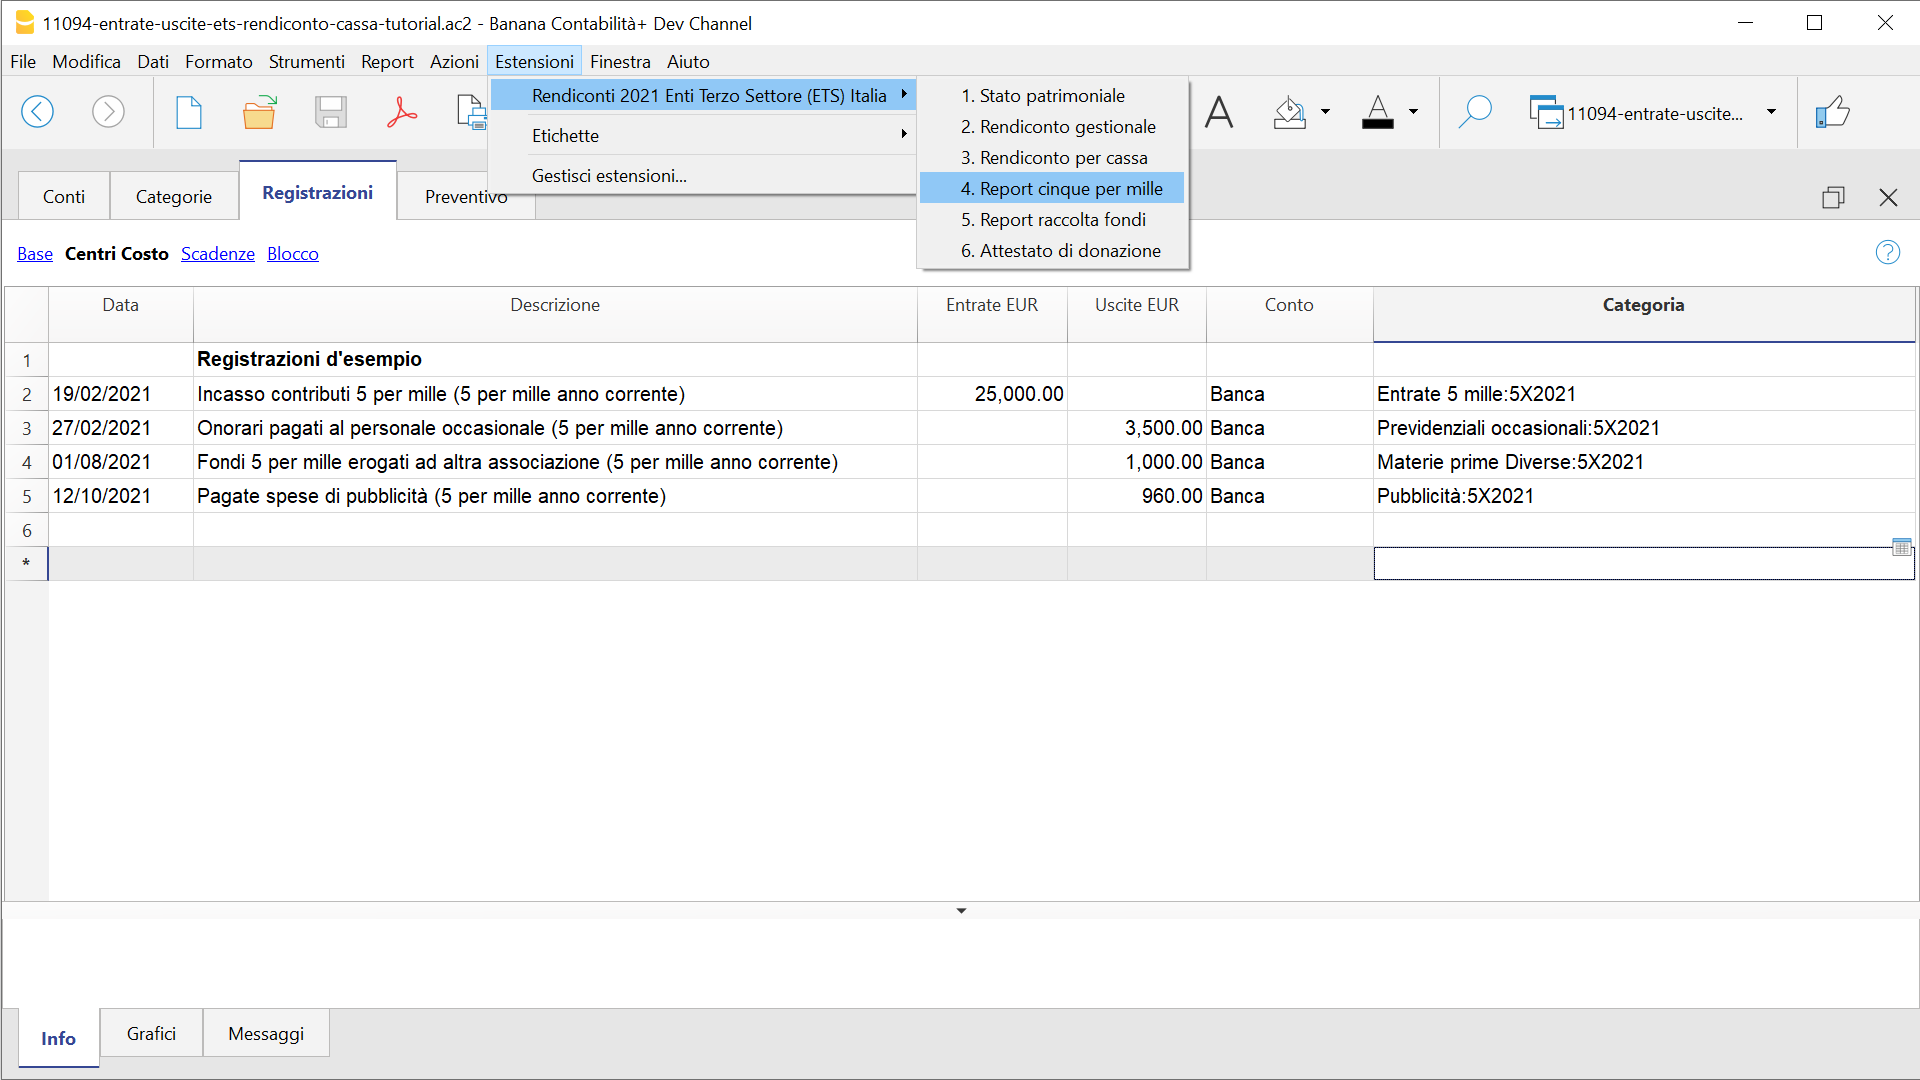 11094-entrate-uscite-ets-rendiconto-cassa-tutorial.ac2 - Banana Contabilità+ Dev Channel
File Modifica Dati Formato Strumenti Report Azioni Estensioni Finestra Aiuto
Rendiconti 2021 Enti Terzo Settore (ETS) Italia
Etichette
Gestisci estensioni...
1. Stato patrimoniale
2. Rendiconto gestionale
3. Rendiconto per cassa
4. Report cinque per mille
5. Report raccolta fondi
6. Attestato di donazione
11094-entrate-uscite...
Conti Categorie Registrazioni Preventivo
Base Centri Costo Scadenze Blocco
Data Descrizione Entrate EUR Uscite EUR Conto Categoria
1 Registrazioni d'esempio
2 19/02/2021 Incasso contributi 5 per mille (5 per mille anno corrente) 25,000.00 Banca Entrate 5 mille:5X2021
3 27/02/2021 Onorari pagati al personale occasionale (5 per mille anno corrente) 3,500.00 Banca Previdenziali occasionali:5X2021
4 01/08/2021 Fondi 5 per mille erogati ad altra associazione (5 per mille anno corrente) 1,000.00 Banca Materie prime Diverse:5X2021
5 12/10/2021 Pagate spese di pubblicità (5 per mille anno corrente) 960.00 Banca Pubblicità:5X2021
6
*
Info Grafici Messaggi